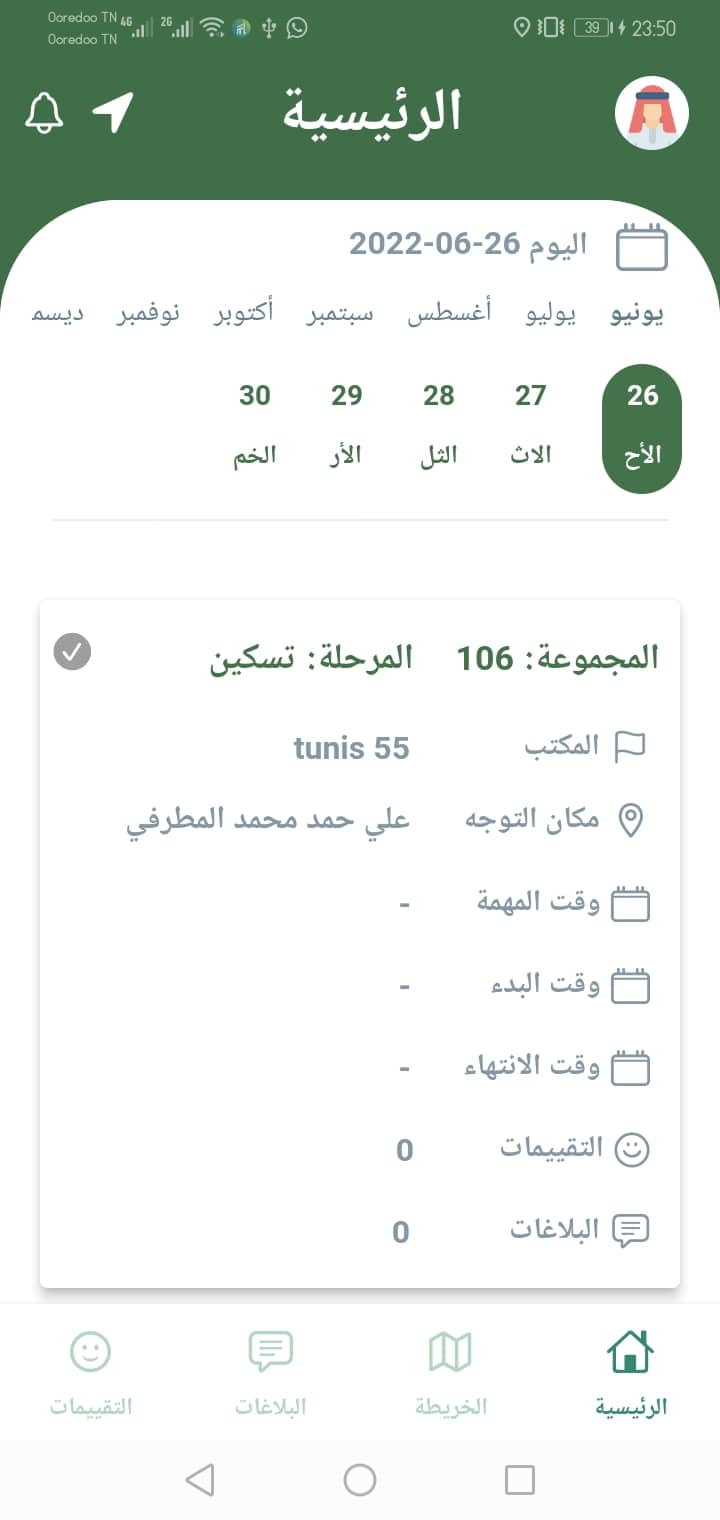 Ooredoo TN 4G 2G 39 23:50
Ooredoo TN
الرئيسية
اليوم 26-06-2022
يونيو يوليو أغسطس سبتمبر أكتوبر نوفمبر ديسم
26 27 28 29 30
الأح الاث الثل الأر الخم
المجموعة: 106 المرحلة: تسكين
المكتب tunis 55
مكان التوجه علي حمد محمد المطرفي
وقت المهمة -
وقت البدء -
وقت الانتهاء -
التقييمات 0
البلاغات 0
الرئيسية الخريطة البلاغات التقييمات